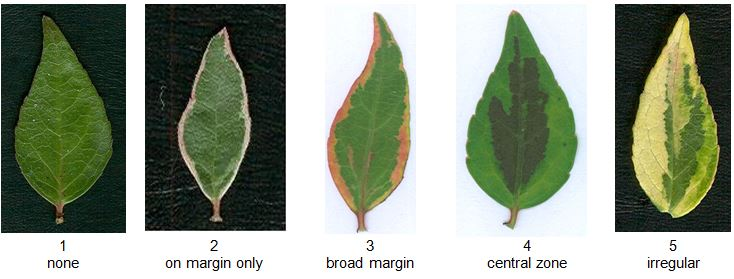 1
none
2
on margin only
3
broad margin
4
central zone
5
irregular